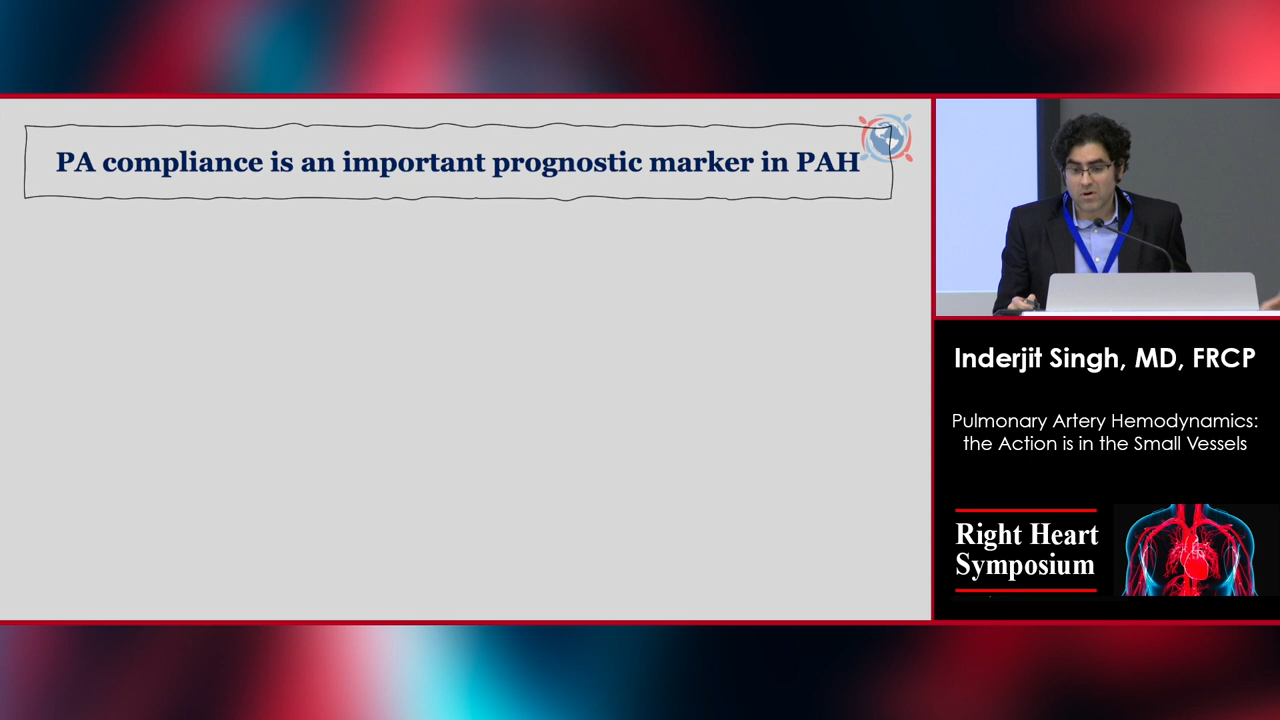 PA compliance is an important prognostic marker in PAH
Inderjit Singh, MD, FRCP
Pulmonary Artery Hemodynamics:
the Action is in the Small Vessels
Right Heart
Symposium